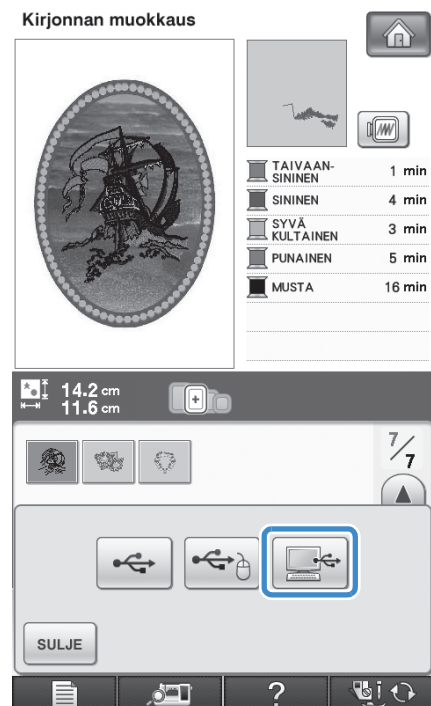 Kirjonnan muokkaus
TAIVAAN-
SININEN 1 min
SININEN 4 min
SYVÄ
KULTAINEN 3 min
PUNAINEN 5 min
MUSTA 16 min
14.2 cm
11.6 cm
7/7
SULJE
?